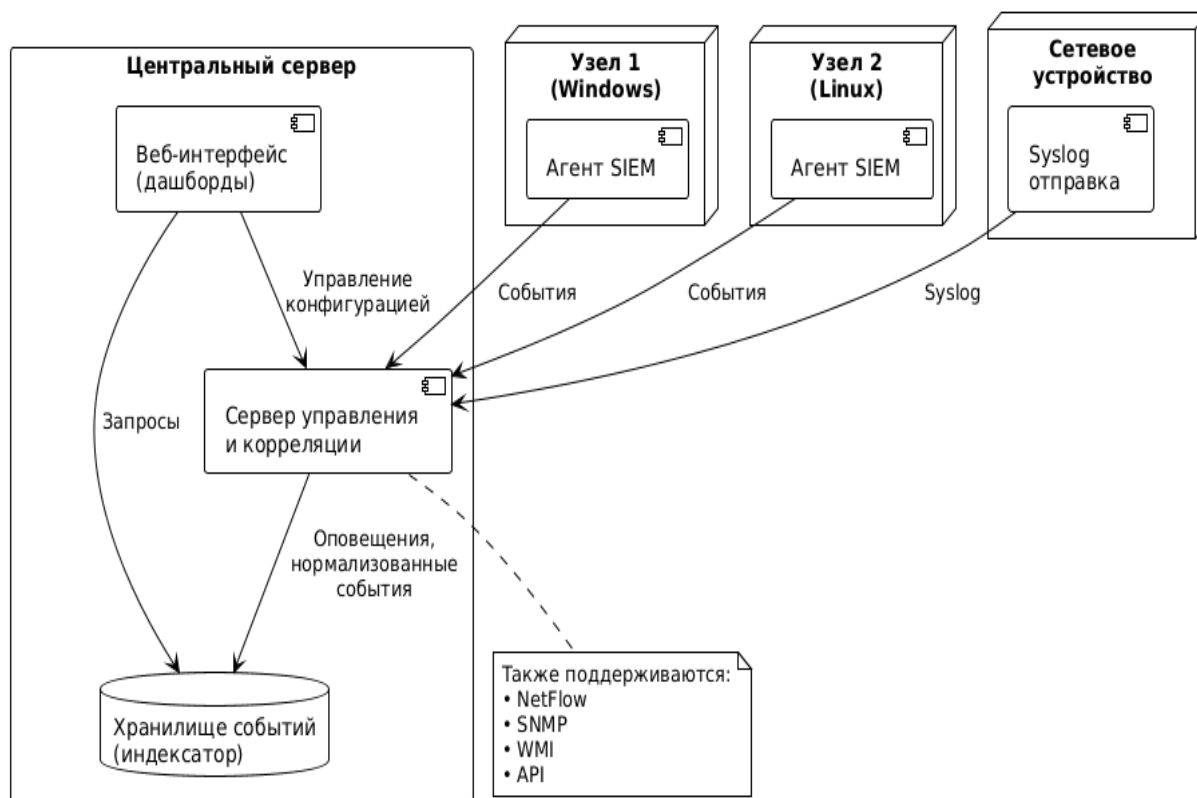 Центральный сервер
Веб-интерфейс
(дашборды)
Узел 1
(Windows)
Агент SIEM
Узел 2
(Linux)
Агент SIEM
Сетевое
устройство
Syslog
отправка
Управление
конфигурацией
События
События
Syslog
Запросы
Сервер управления
и корреляции
Оповещения,
нормализованные
события
Хранилище событий
(индексатор)
Также поддерживаются:
• NetFlow
• SNMP
• WMI
• API